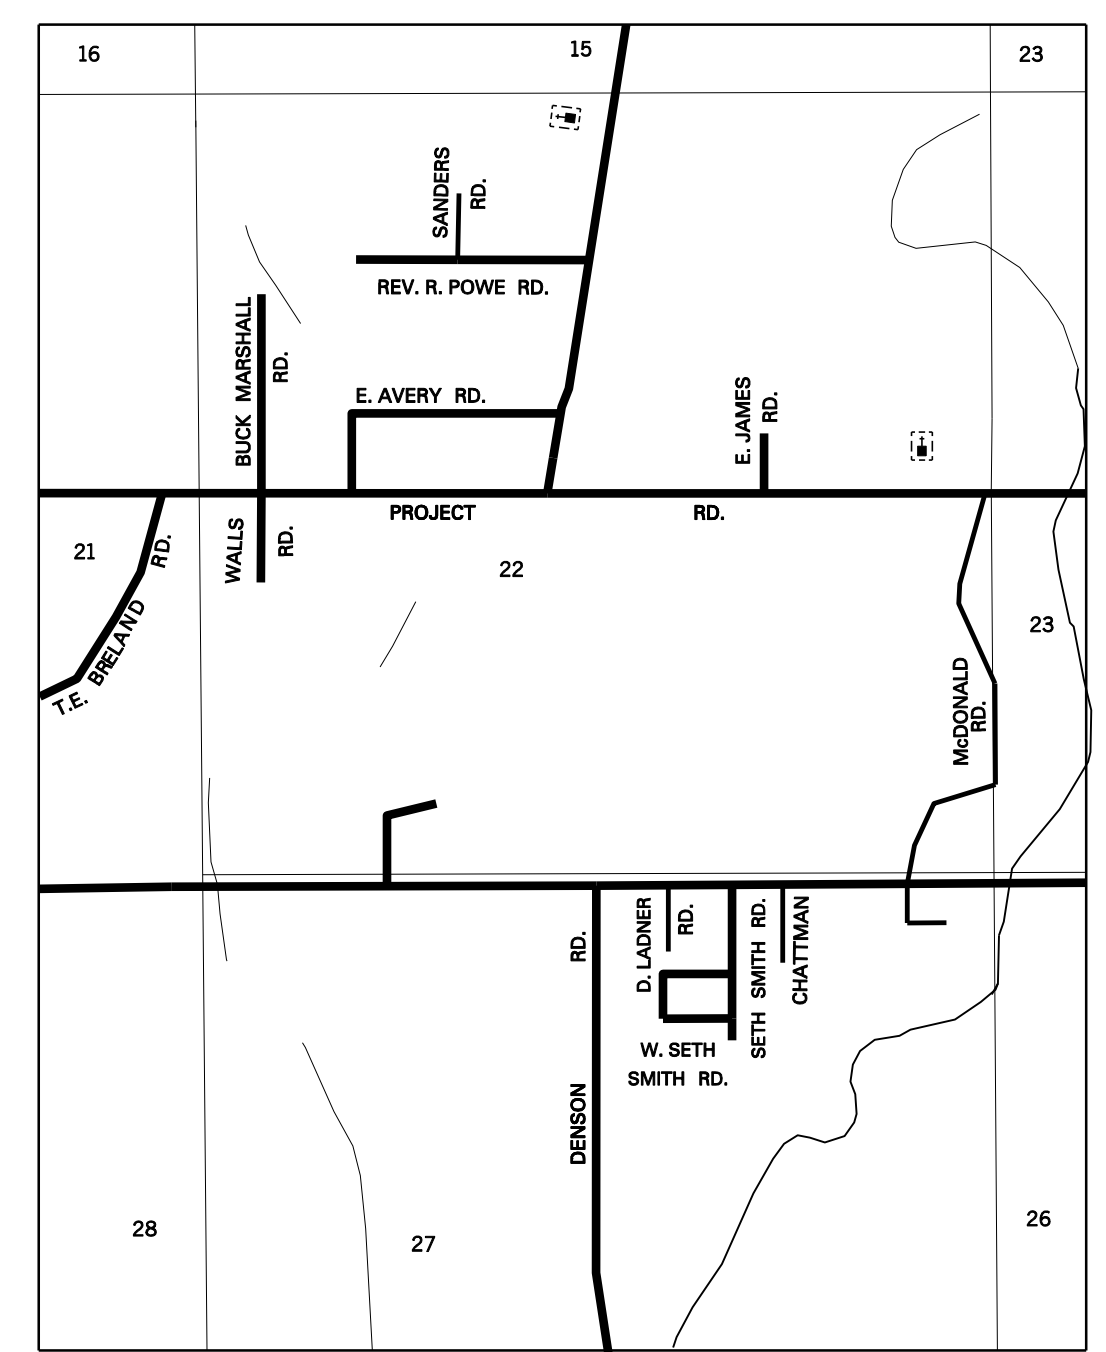 16
15
23
SANDERS
RD.
REV. R. POWE RD.
BUCK MARSHALL
RD.
E. AVERY RD.
E. JAMES
RD.
PROJECT RD.
21
T.E. BRELAND RD.
WALLS
RD.
22
23
McDONALD
RD.
DENSON RD.
D. LADNER
RD.
SETH SMITH RD.
CHATTMAN
W. SETH
SMITH RD.
28
27
26